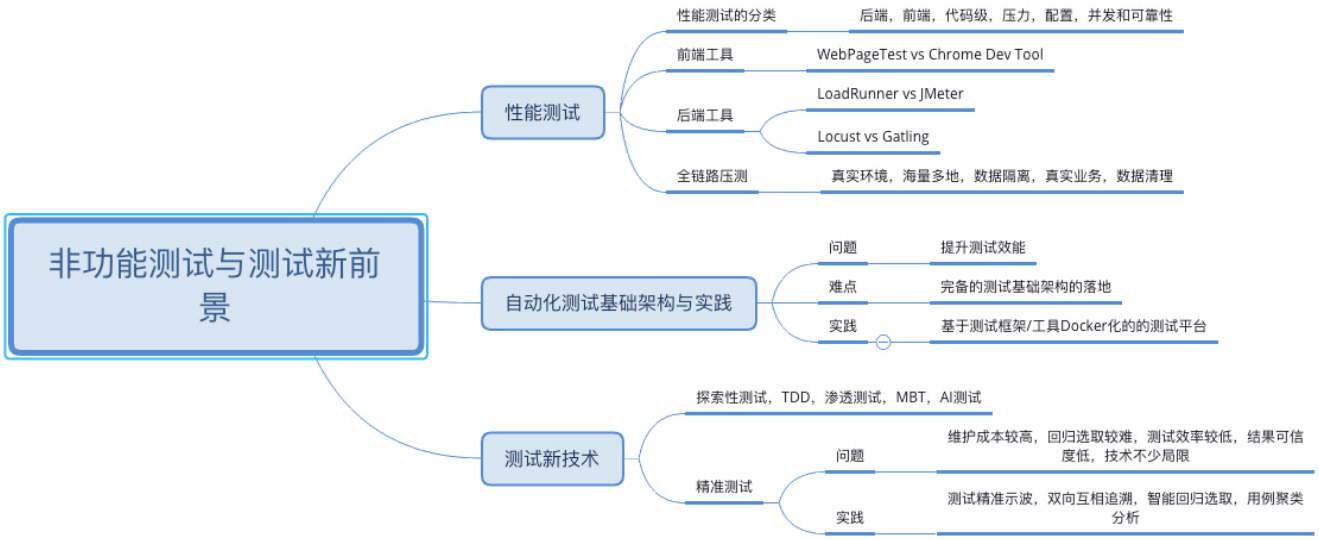 非功能测试与测试新前
景
性能测试
性能测试的分类
后端，前端，代码级，压力，配置，并发和可靠性
前端工具
WebPageTest vs Chrome Dev Tool
后端工具
LoadRunner vs JMeter
Locust vs Gatling
全链路压测
真实环境，海量多地，数据隔离，真实业务，数据清理
自动化测试基础架构与实践
问题
提升测试效能
难点
完备的测试基础架构的落地
实践
基于测试框架/工具Docker化的的测试平台
测试新技术
探索性测试，TDD，渗透测试，MBT，AI测试
精准测试
问题
维护成本较高，回归选取较难，测试效率较低，结果可信
度低，技术不少局限
实践
测试精准示波，双向互相追溯，智能回归选取，用例聚类
分析